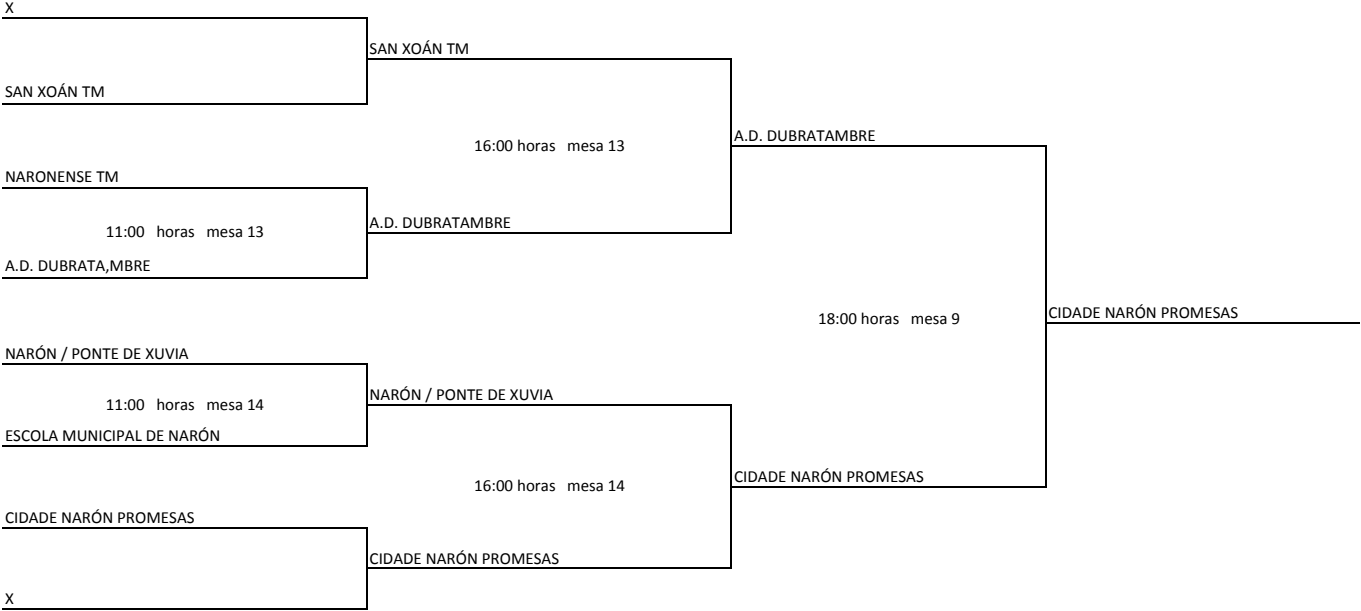 X
SAN XOÁN TM
SAN XOÁN TM
A.D. DUBRATAMBRE
16:00 horas mesa 13
NARONENSE TM
A.D. DUBRATAMBRE
11:00 horas mesa 13
A.D. DUBRATA,MBRE
CIDADE NARÓN PROMESAS
18:00 horas mesa 9
NARÓN / PONTE DE XUVIA
NARÓN / PONTE DE XUVIA
11:00 horas mesa 14
ESCOLA MUNICIPAL DE NARÓN
CIDADE NARÓN PROMESAS
16:00 horas mesa 14
CIDADE NARÓN PROMESAS
CIDADE NARÓN PROMESAS
X